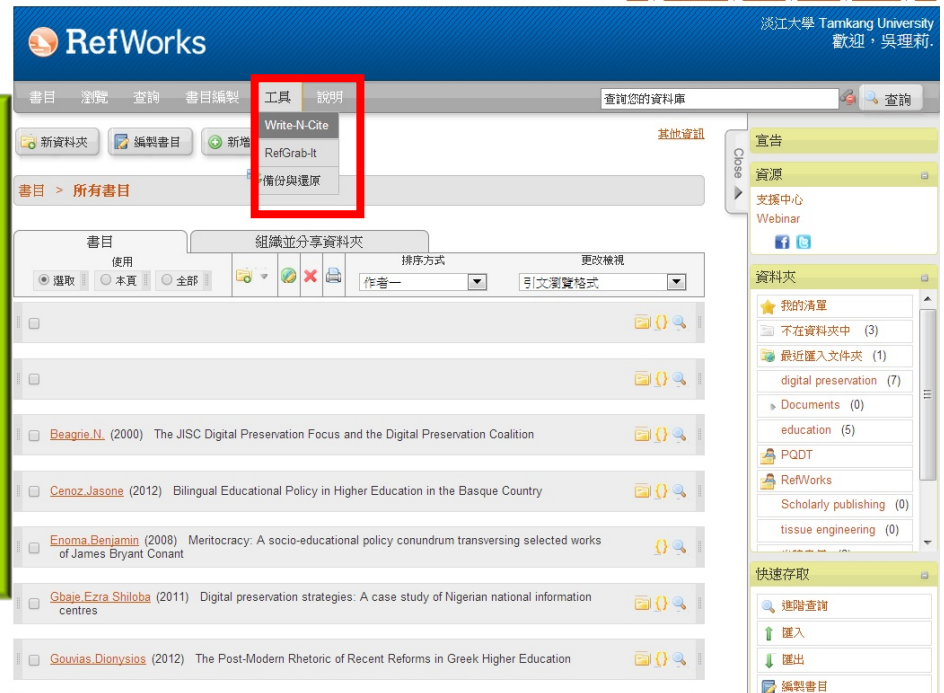 RefWorks
淡江大學 Tamkang University
歡迎，吳理莉.
書目 瀏覽 查詢 書目編製 工具 說明
查詢您的資料庫 查詢
Write-N-Cite
RefGrab-It
備份與還原
新資料夾 編製書目 新增
其他資訊
書目 > 所有書目
書目 組織並分享資料夾
使用
選取 本頁 全部
排序方式
作者一
更改檢視
引文瀏覽格式
Beagrie,N. (2000) The JISC Digital Preservation Focus and the Digital Preservation Coalition
Cenoz,Jasone (2012) Bilingual Educational Policy in Higher Education in the Basque Country
Enoma,Benjamin (2008) Meritocracy: A socio-educational policy conundrum transversing selected works
of James Bryant Conant
Gbaje,Ezra Shiloba (2011) Digital preservation strategies: A case study of Nigerian national information
centres
Gouvias,Dionysios (2012) The Post-Modern Rhetoric of Recent Reforms in Greek Higher Education
Close
宣告
資源
支援中心
Webinar
資料夾
我的清單
不在資料夾中 (3)
最近匯入文件夾 (1)
digital preservation (7)
Documents (0)
education (5)
PQDT
RefWorks
Scholarly publishing (0)
tissue engineering (0)
快速存取
進階查詢
匯入
匯出
編製書目